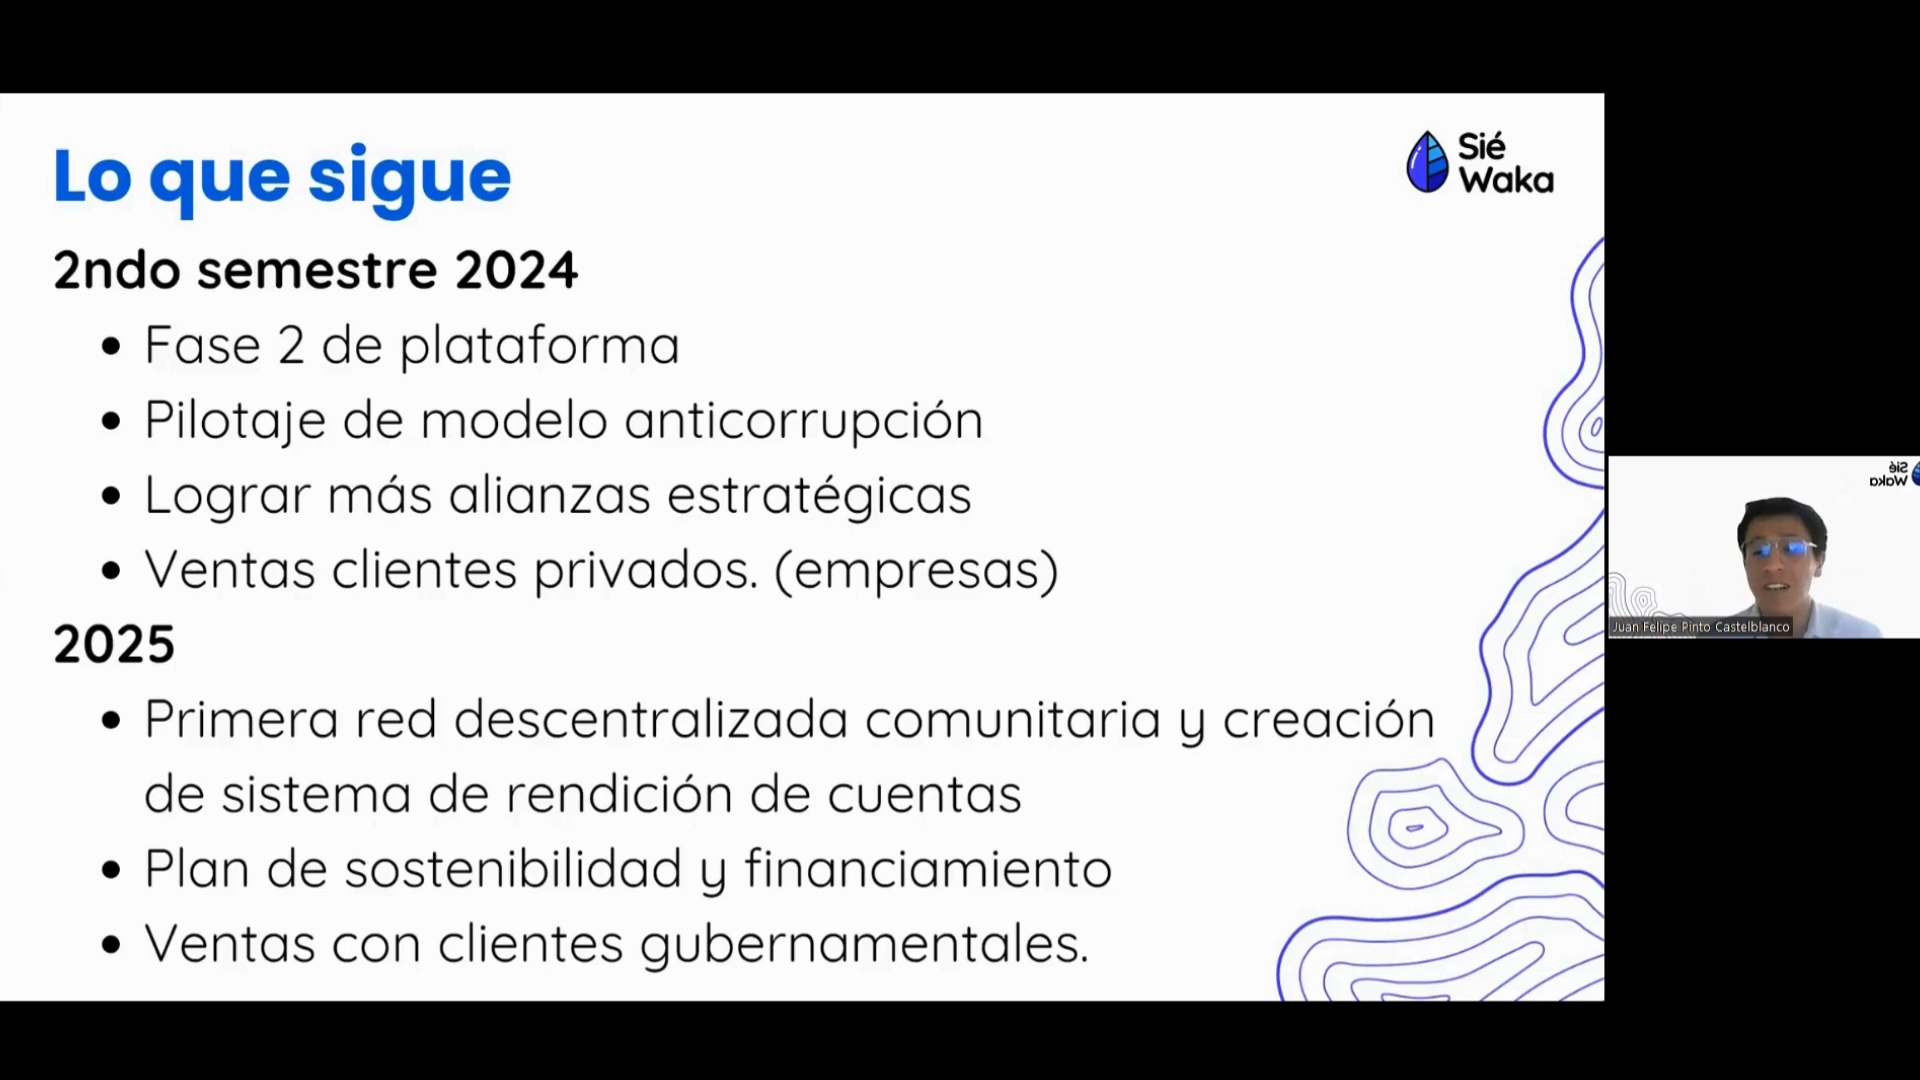 Lo que sigue
Sié
Waka
2ndo semestre 2024
• Fase 2 de plataforma
• Pilotaje de modelo anticorrupción
• Lograr más alianzas estratégicas
• Ventas clientes privados. (empresas)
2025
• Primera red descentralizada comunitaria y creación
de sistema de rendición de cuentas
• Plan de sostenibilidad y financiamiento
• Ventas con clientes gubernamentales.
Sié
Waka
Juan Felipe Pinto Castelblanco